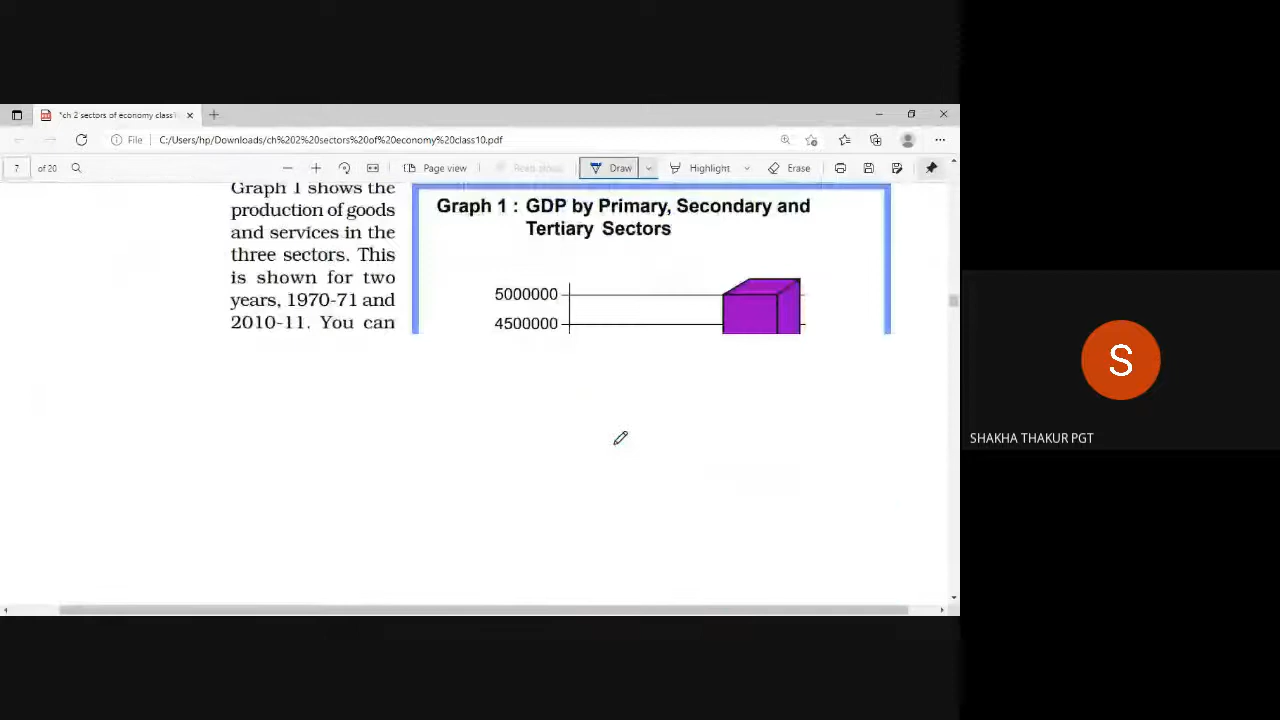 *ch 2 sectors of economy class1
File
C:/Users/hp/Downloads/ch%202%20sectors%20of%20economy%20class10.pdf
7 of 20
Page view
Read aloud
Draw
Highlight
Erase
Graph 1 shows the
production of goods
and services in the
three sectors. This
is shown for two
years, 1970-71 and
2010-11. You can
Graph 1 : GDP by Primary, Secondary and
Tertiary Sectors
5000000
4500000
S
SHAKHA THAKUR PGT